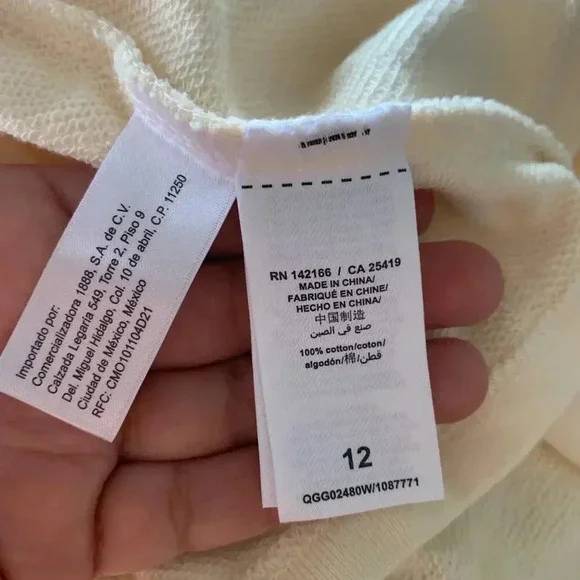 Importado por:
Comercializadora 1888, S.A. de C.V.
Calzada Legaria 549, Torre 2, Piso 9
Del. Miguel Hidalgo, Col. 10 de abril, C.P. 11250
Ciudad de México, México
RFC: CMO101104D21
RN 142166 / CA 25419
MADE IN CHINA/
FABRIQUÉ EN CHINE/
HECHO EN CHINA/
中国制造
صنع في الصين
100% cotton/coton/
algodón/棉/قطن
12
QGG02480W/1087771